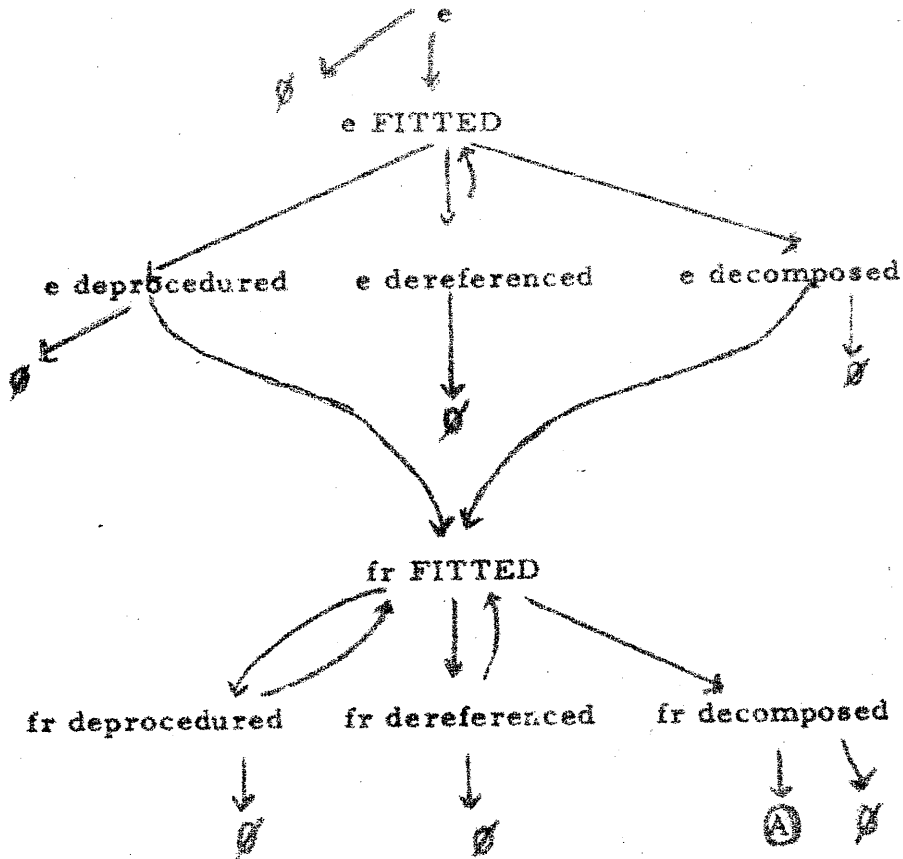 e
ø
e FITTED
e deprocedured e dereferenced e decomposed
ø ø
ø
fr FITTED
fr deprocedured fr dereferenced fr decomposed
ø ø A ø